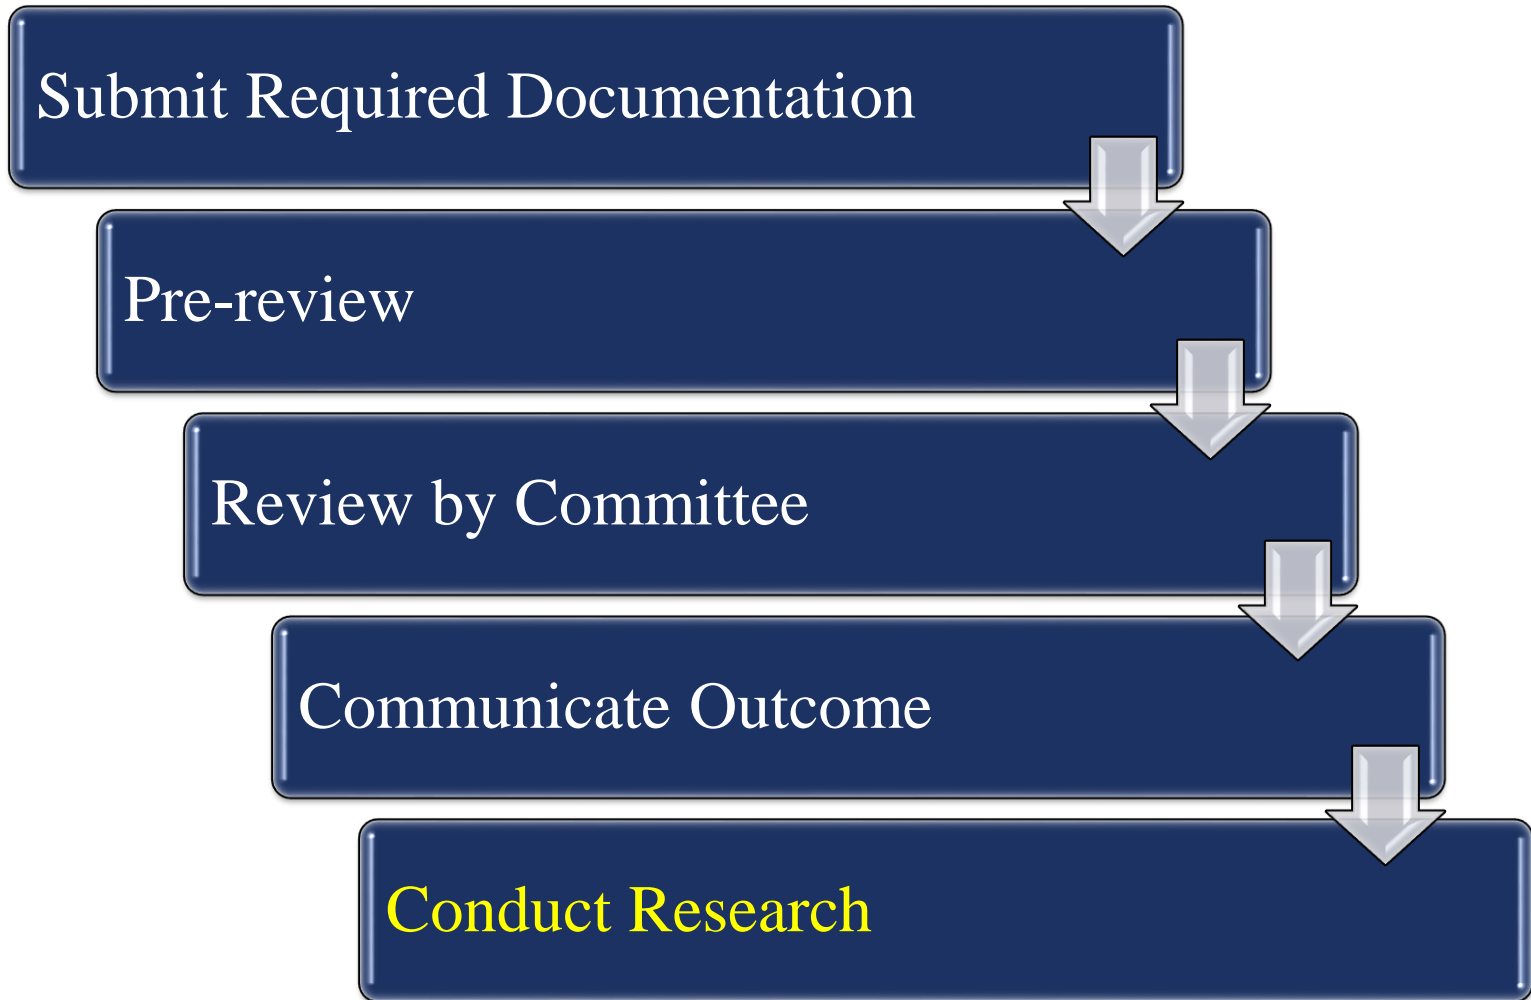 Submit Required Documentation
Pre-review
Review by Committee
Communicate Outcome
Conduct Research